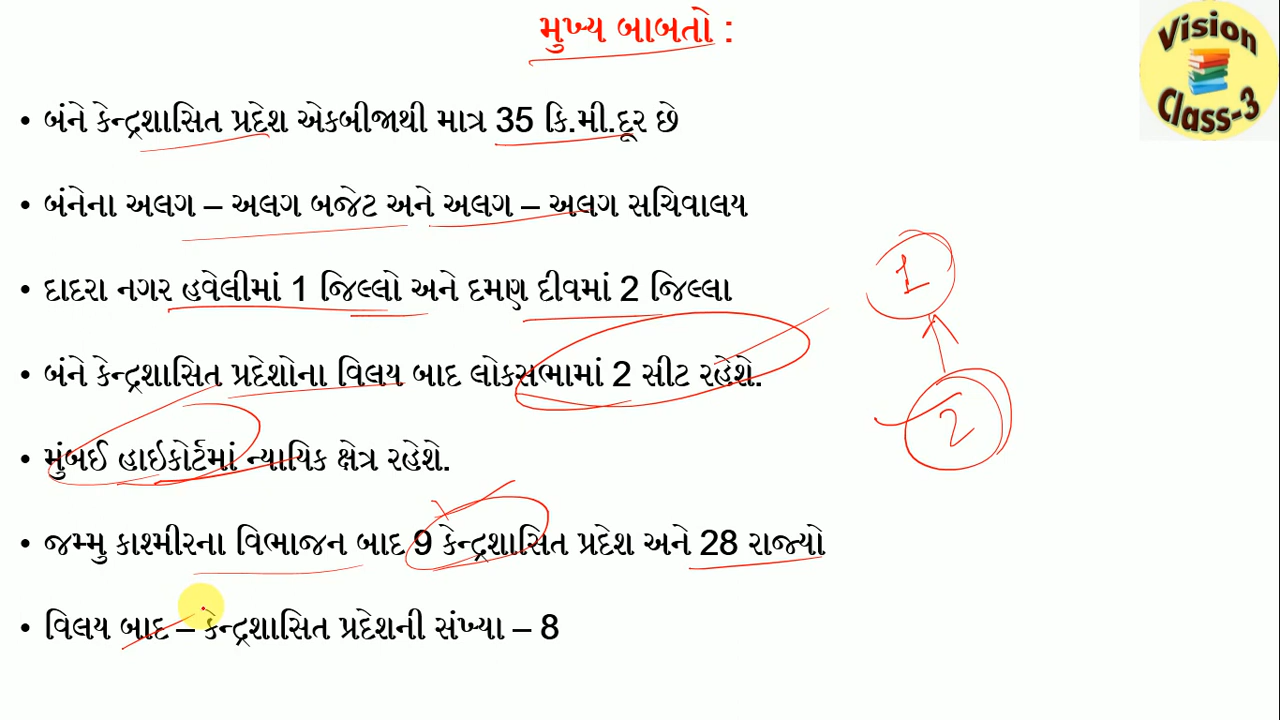 મુખ્ય બાબતો :
Vision
Class-3
• બંને કેન્દ્રશાસિત પ્રદેશ એકબીજાથી માત્ર 35 કિ.મી.દૂર છે
• બંનેના અલગ – અલગ બજેટ અને અલગ – અલગ સચિવાલય
• દાદરા નગર હવેલીમાં 1 જિલ્લો અને દમણ દીવમાં 2 જિલ્લા
1
• બંને કેન્દ્રશાસિત પ્રદેશોના વિલય બાદ લોકસભામાં 2 સીટ રહેશે.
2
• મુંબઈ હાઇકોર્ટમાં ન્યાયિક ક્ષેત્ર રહેશે.
• જમ્મુ કાશ્મીરના વિભાજન બાદ 9 કેન્દ્રશાસિત પ્રદેશ અને 28 રાજ્યો
• વિલય બાદ – કેન્દ્રશાસિત પ્રદેશની સંખ્યા – 8